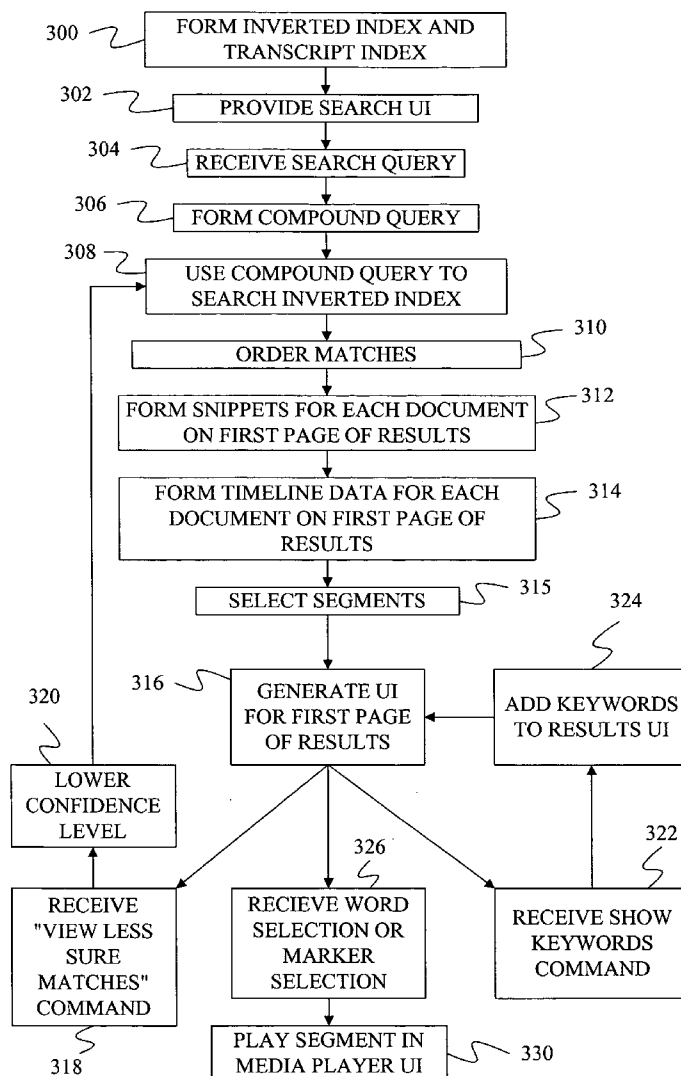 300
FORM INVERTED INDEX AND
TRANSCRIPT INDEX
302
PROVIDE SEARCH UI
304
RECEIVE SEARCH QUERY
306
FORM COMPOUND QUERY
308
USE COMPOUND QUERY TO
SEARCH INVERTED INDEX
310
ORDER MATCHES
312
FORM SNIPPETS FOR EACH DOCUMENT
ON FIRST PAGE OF RESULTS
314
FORM TIMELINE DATA FOR EACH
DOCUMENT ON FIRST PAGE OF
RESULTS
315
SELECT SEGMENTS
316
GENERATE UI
FOR FIRST PAGE
OF RESULTS
324
ADD KEYWORDS
TO RESULTS UI
320
LOWER
CONFIDENCE
LEVEL
RECEIVE
"VIEW LESS
SURE
MATCHES"
COMMAND
318
326
RECIEVE WORD
SELECTION OR
MARKER
SELECTION
322
RECEIVE SHOW
KEYWORDS
COMMAND
PLAY SEGMENT IN
MEDIA PLAYER UI
330